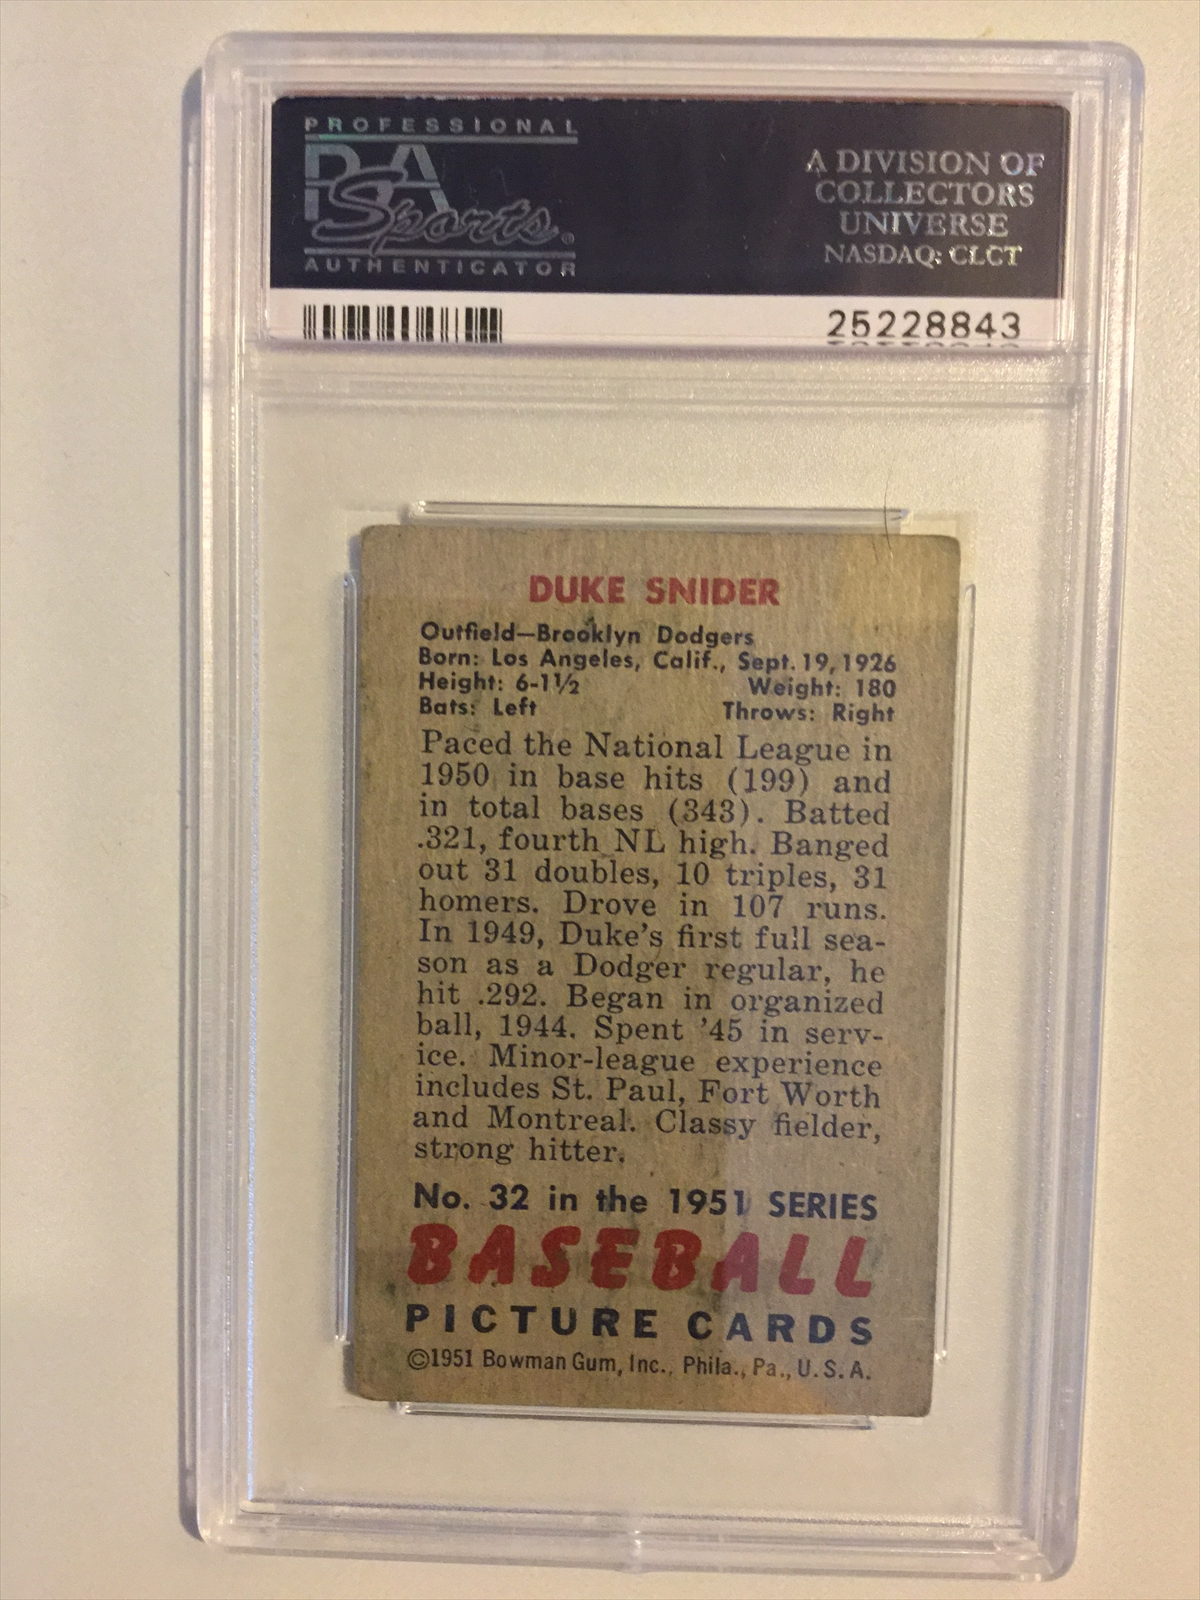 PROFESSIONAL
PSA
Sports®
AUTHENTICATOR
A DIVISION OF
COLLECTORS
UNIVERSE
NASDAQ: CLCT
25228843
DUKE SNIDER
Outfield—Brooklyn Dodgers
Born: Los Angeles, Calif., Sept. 19, 1926
Height: 6-1½ Weight: 180
Bats: Left Throws: Right
Paced the National League in
1950 in base hits (199) and
in total bases (343). Batted
.321, fourth NL high. Banged
out 31 doubles, 10 triples, 31
homers. Drove in 107 runs.
In 1949, Duke's first full sea-
son as a Dodger regular, he
hit .292. Began in organized
ball, 1944. Spent '45 in serv-
ice. Minor-league experience
includes St. Paul, Fort Worth
and Montreal. Classy fielder,
strong hitter.
No. 32 in the 1951 SERIES
BASEBALL
PICTURE CARDS
©1951 Bowman Gum, Inc., Phila., Pa., U.S.A.